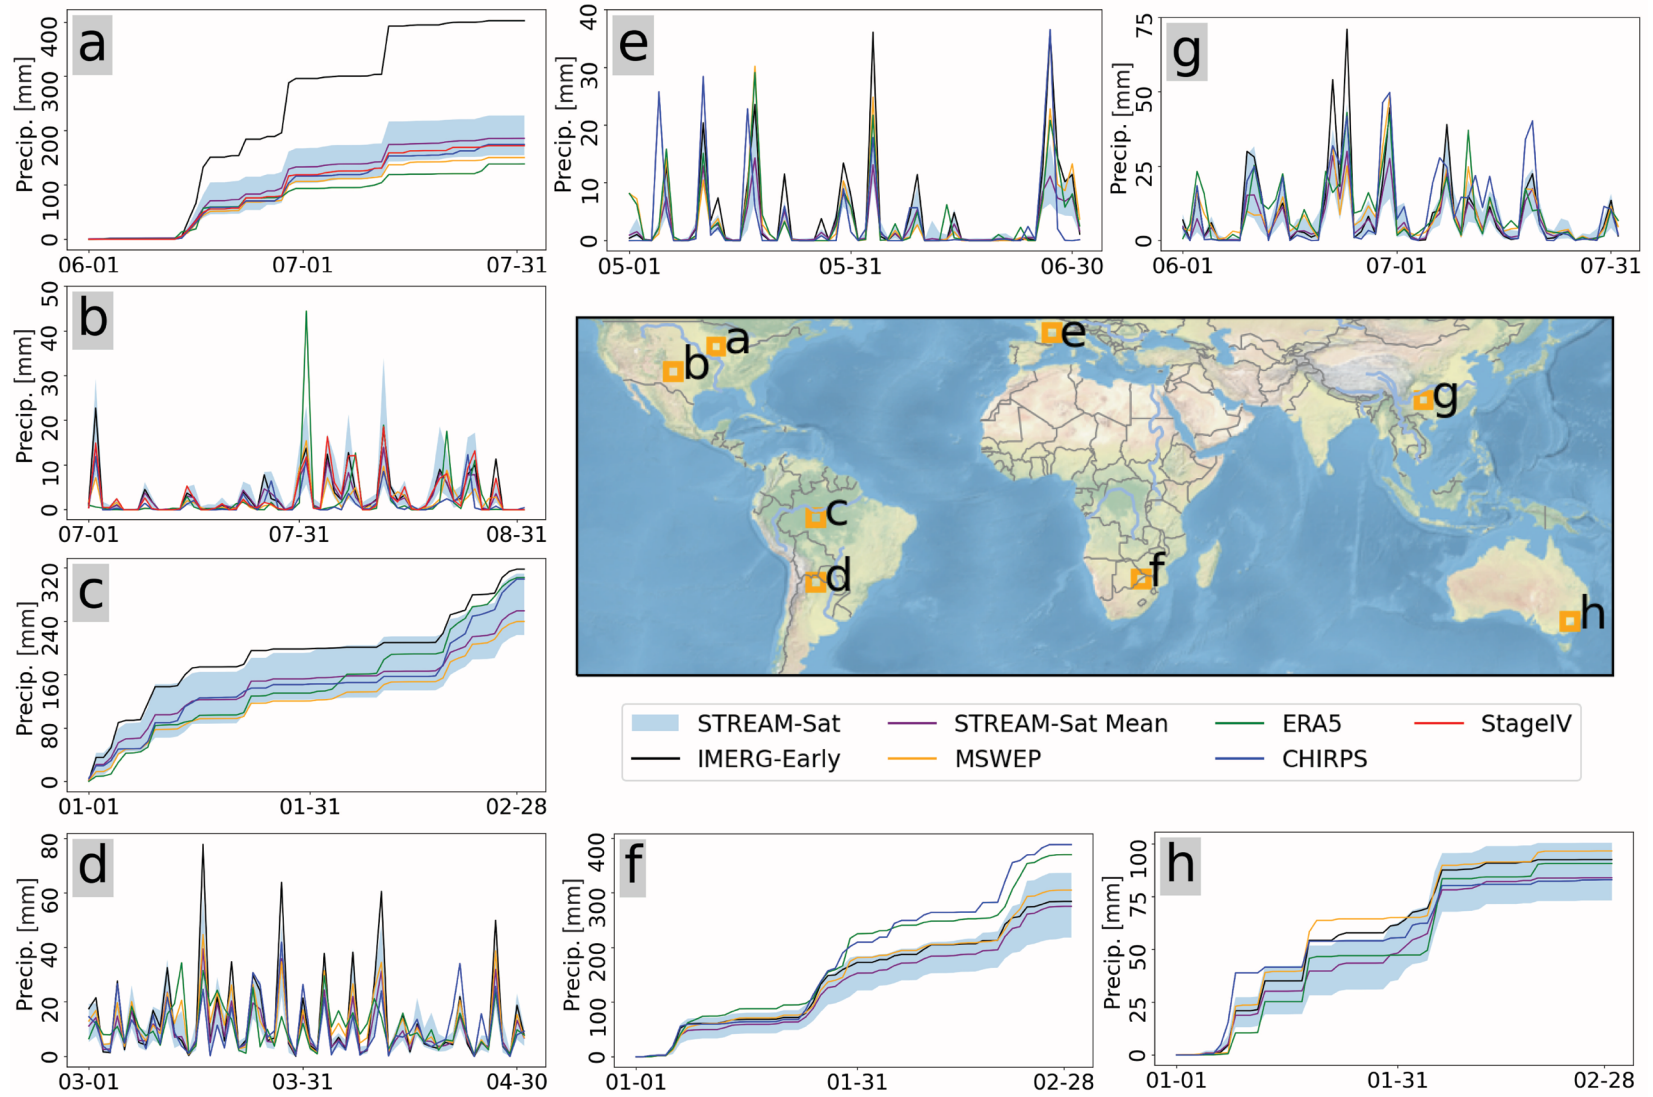 a
Precip. [mm]
400
300
200
100
0
06-01
07-01
07-31
e
Precip. [mm]
40
30
20
10
0
05-01
05-31
06-30
g
Precip. [mm]
75
50
25
0
06-01
07-01
07-31
b
Precip. [mm]
50
40
30
20
10
0
07-01
07-31
08-31
a
b
c
d
e
f
g
h
c
Precip. [mm]
320
240
160
80
0
01-01
01-31
02-28
STREAM-Sat
STREAM-Sat Mean
ERA5
StageIV
IMERG-Early
MSWEP
CHIRPS
d
Precip. [mm]
80
60
40
20
0
03-01
03-31
04-30
f
Precip. [mm]
400
300
200
100
0
01-01
01-31
02-28
h
Precip. [mm]
100
75
50
25
0
01-01
01-31
02-28